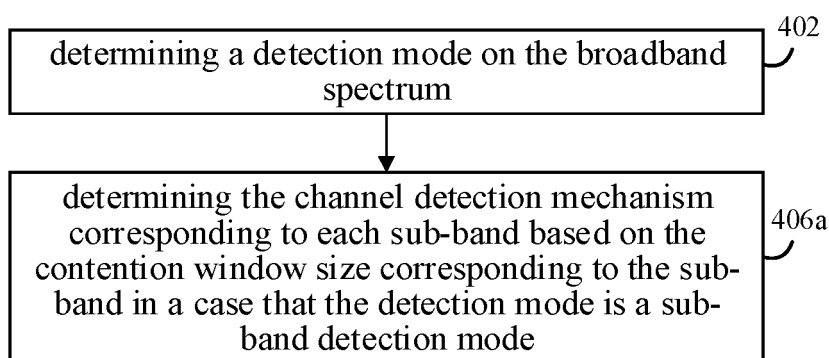 402
determining a detection mode on the broadband
spectrum
406a
determining the channel detection mechanism
corresponding to each sub-band based on the
contention window size corresponding to the sub-
band in a case that the detection mode is a sub-
band detection mode